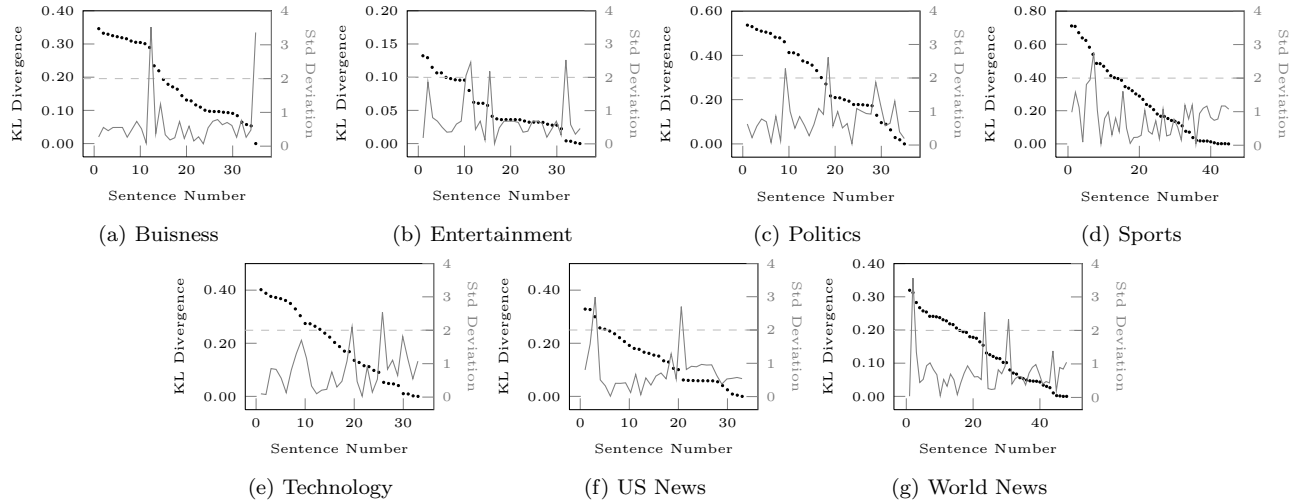 0.40
0.30
0.20
0.10
0.00
KL Divergence
4
3
2
1
0
Std Deviation
0 10 20 30
Sentence Number
(a) Buisness
0.20
0.15
0.10
0.05
0.00
KL Divergence
4
3
2
1
0
Std Deviation
0 10 20 30
Sentence Number
(b) Entertainment
0.60
0.40
0.20
0.00
KL Divergence
4
3
2
1
0
Std Deviation
0 10 20 30
Sentence Number
(c) Politics
0.80
0.60
0.40
0.20
0.00
KL Divergence
4
3
2
1
0
Std Deviation
0 20 40
Sentence Number
(d) Sports
0.40
0.20
0.00
KL Divergence
4
3
2
1
0
Std Deviation
0 10 20 30
Sentence Number
(e) Technology
0.40
0.20
0.00
KL Divergence
4
3
2
1
0
Std Deviation
0 10 20 30
Sentence Number
(f) US News
0.40
0.30
0.20
0.10
0.00
KL Divergence
4
3
2
1
0
Std Deviation
0 20 40
Sentence Number
(g) World News